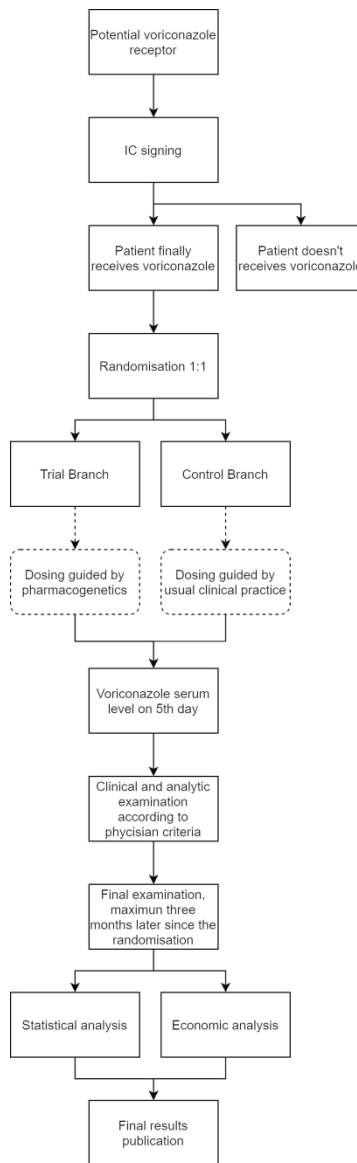 Potential voriconazole
receptor
IC signing
Patient finally
receives voriconazole
Patient doesn't
receives voriconazole
Randomisation 1:1
Trial Branch
Control Branch
Dosing guided by
pharmacogenetics
Dosing guided by
usual clinical practice
Voriconazole serum
level on 5th day
Clinical and analytic
examination
according to
phycisian criteria
Final examination,
maximun three
months later since the
randomisation
Statistical analysis
Economic analysis
Final results
publication